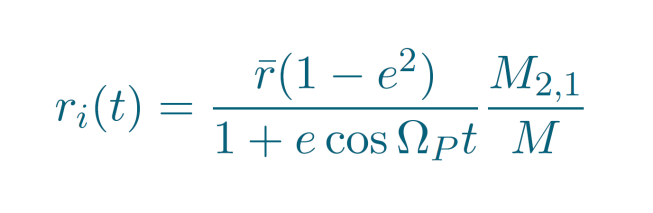 r_i(t) = \frac{\bar{r}(1 - e^2)}{1 + e \cos \Omega_P t} \frac{M_{2,1}}{M}